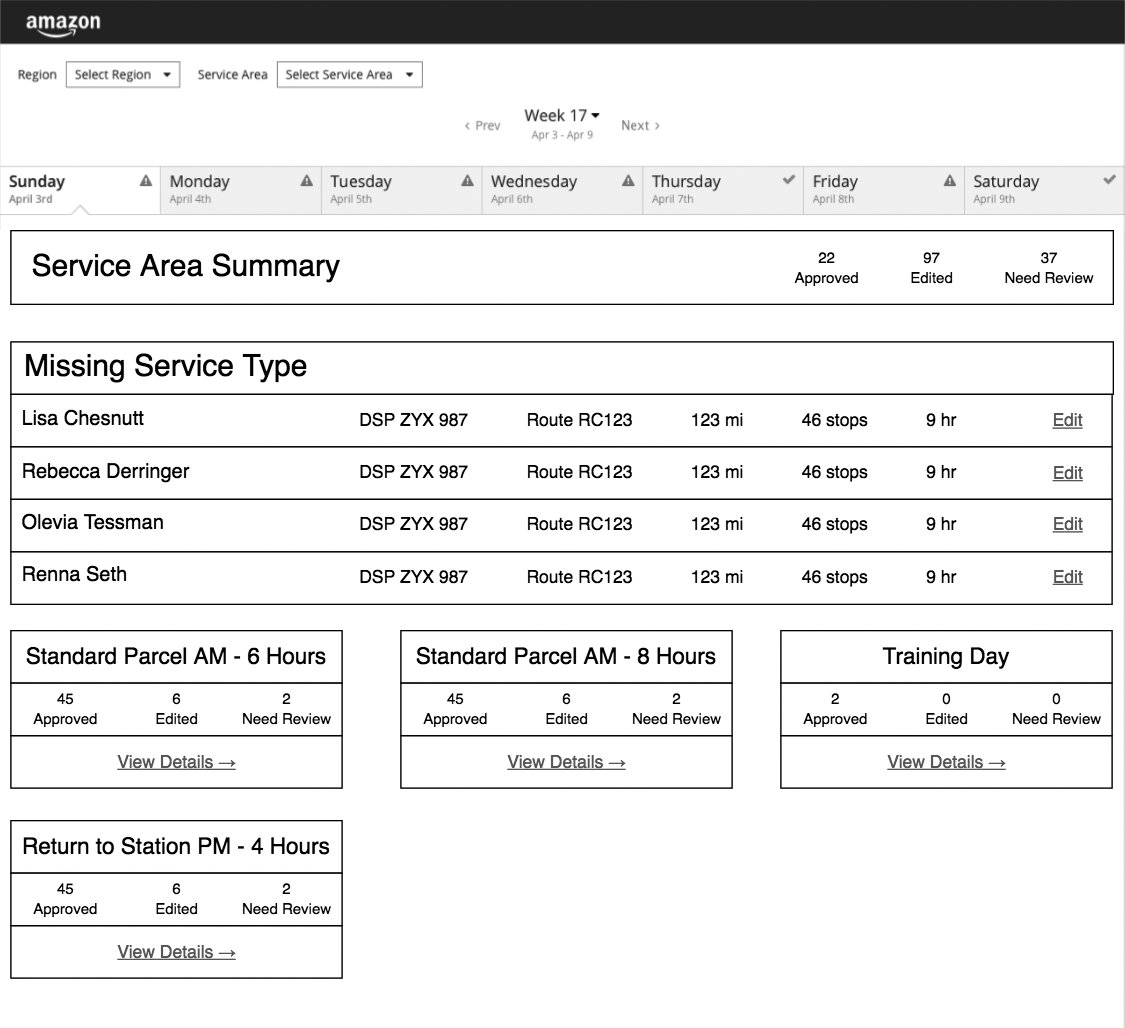 amazon
Region Select Region Service Area Select Service Area
‹ Prev Week 17 Next ›
Apr 3 - Apr 9
Sunday Monday Tuesday Wednesday Thursday Friday Saturday
April 3rd April 4th April 5th April 6th April 7th April 8th April 9th
Service Area Summary
22 97 37
Approved Edited Need Review
Missing Service Type
Lisa Chesnutt DSP ZYX 987 Route RC123 123 mi 46 stops 9 hr Edit
Rebecca Derringer DSP ZYX 987 Route RC123 123 mi 46 stops 9 hr Edit
Olevia Tessman DSP ZYX 987 Route RC123 123 mi 46 stops 9 hr Edit
Renna Seth DSP ZYX 987 Route RC123 123 mi 46 stops 9 hr Edit
Standard Parcel AM - 6 Hours
45 6 2
Approved Edited Need Review
View Details →
Standard Parcel AM - 8 Hours
45 6 2
Approved Edited Need Review
View Details →
Training Day
2 0 0
Approved Edited Need Review
View Details →
Return to Station PM - 4 Hours
45 6 2
Approved Edited Need Review
View Details →